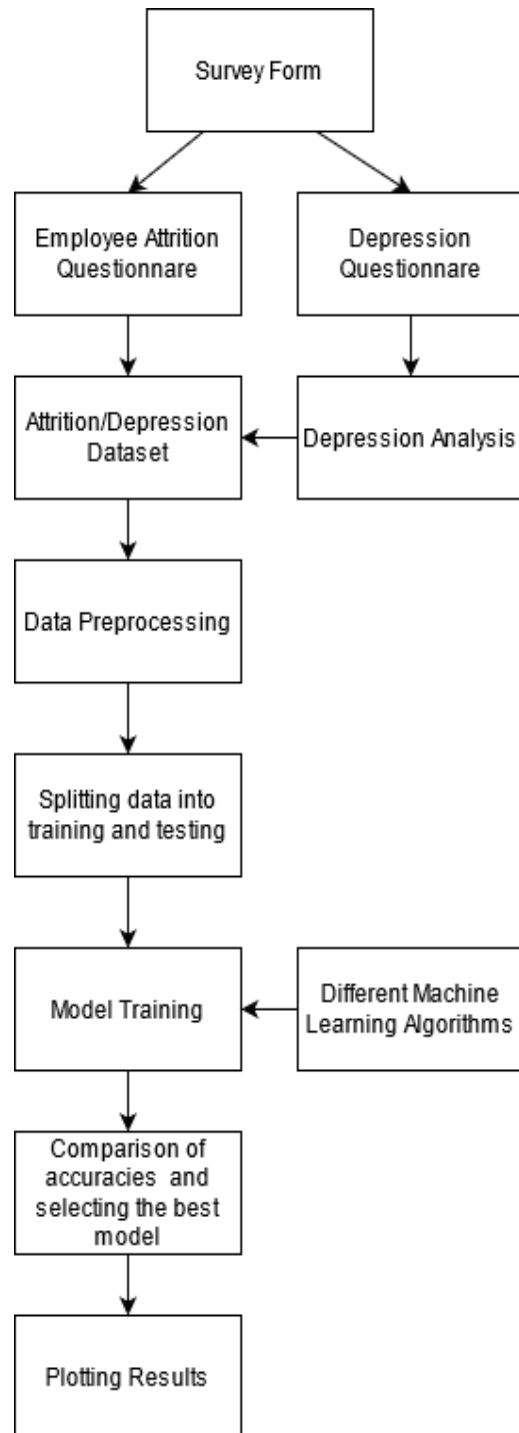 Survey Form
Employee Attrition
Questionnare
Depression
Questionnare
Attrition/Depression
Dataset
Depression Analysis
Data Preprocessing
Splitting data into
training and testing
Model Training
Different Machine
Learning Algorithms
Comparison of
accuracies and
selecting the best
model
Plotting Results